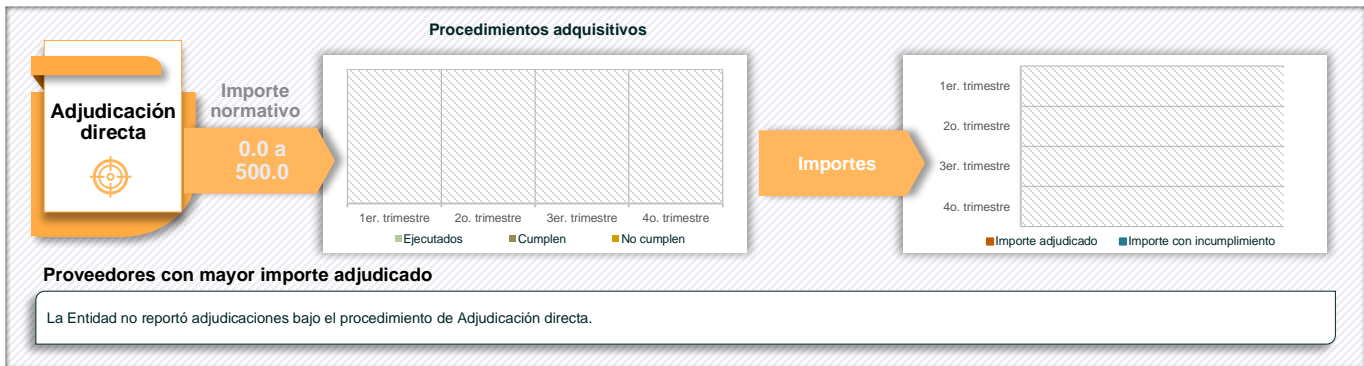 Procedimientos adquisitivos
Adjudicación
directa
Importe
normativo
0.0 a
500.0
1er. trimestre
2o. trimestre
3er. trimestre
4o. trimestre
Ejecutados
Cumplen
No cumplen
Importes
1er. trimestre
2o. trimestre
3er. trimestre
4o. trimestre
Importe adjudicado
Importe con incumplimiento
Proveedores con mayor importe adjudicado
La Entidad no reportó adjudicaciones bajo el procedimiento de Adjudicación directa.